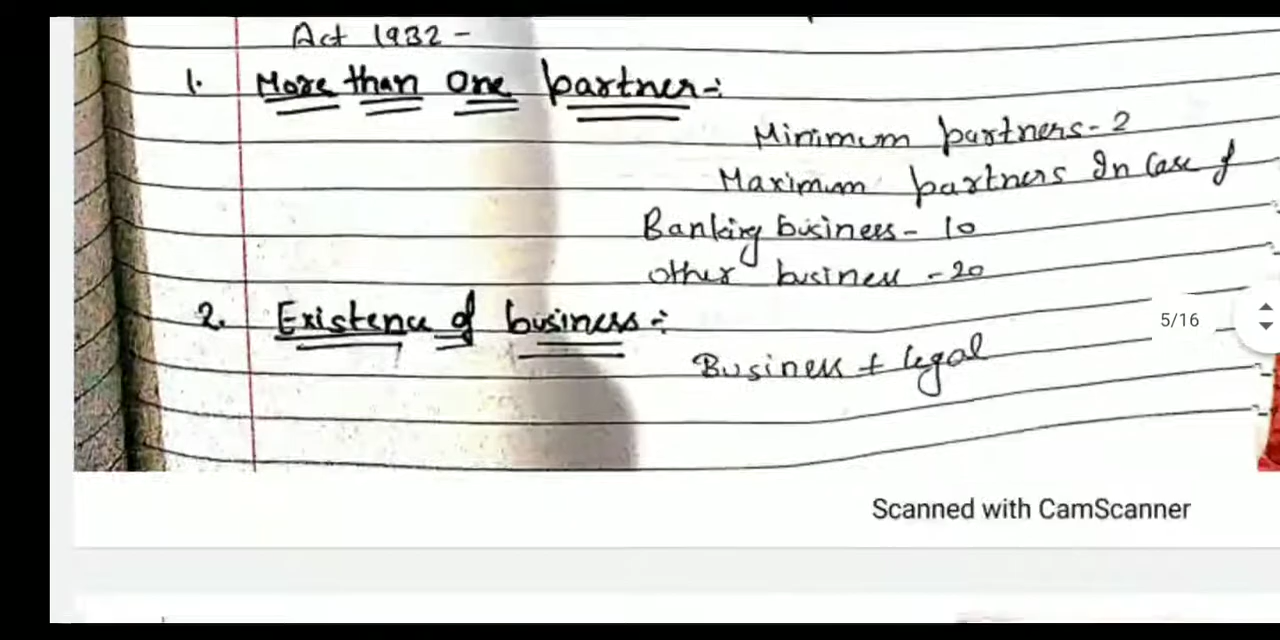 Act 1932 -
1. More than One partner :-
Minimum partners - 2
Maximum partners In Case of
Banking business - 10
other business - 20
2. Existence of business :-
5/16
Business + legal
Scanned with CamScanner